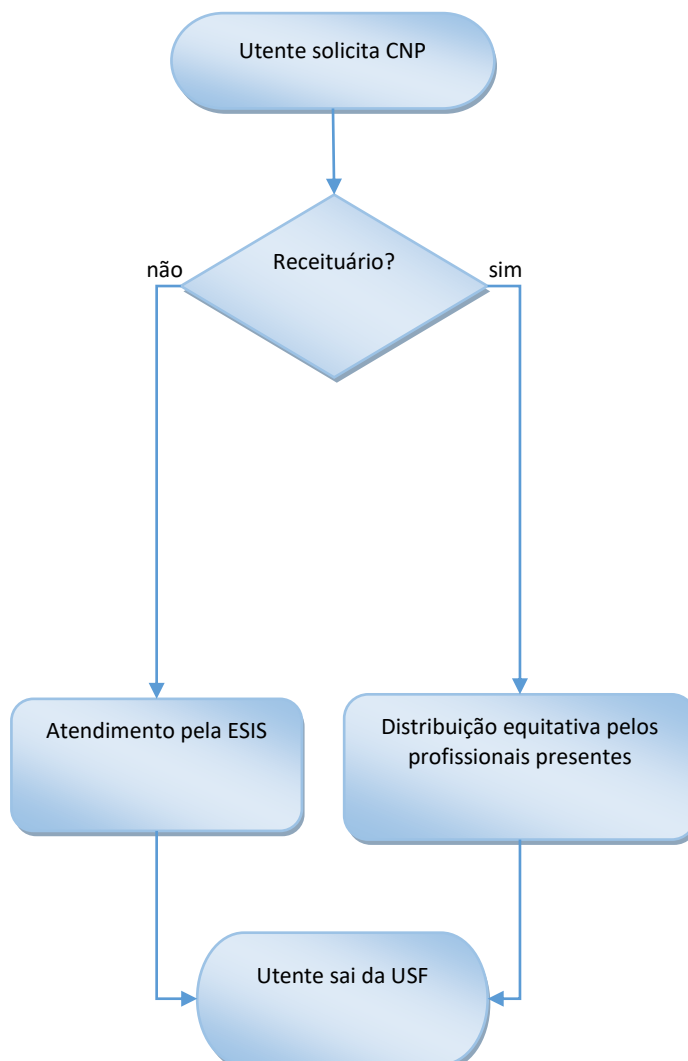 Utente solicita CNP
Receituário?
não
sim
Atendimento pela ESIS
Distribuição equitativa pelos
profissionais presentes
Utente sai da USF